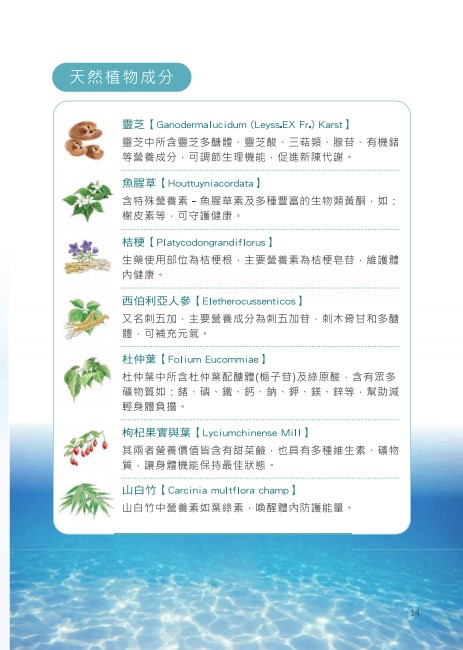 天然植物成分
靈芝【Ganodermalucidum (Leyss.EX Fr.) Karst】
靈芝中所含靈芝多醣體、靈芝酸、三萜類、腺苷、有機鍺
等營養成分，可調節生理機能，促進新陳代謝。
魚腥草【Houttuyniacordata】
含特殊營養素－魚腥草素及多種豐富的生物類黃酮，如：
槲皮素等，可守護健康。
桔梗【Platycodongrandiflorus】
生藥使用部位為桔梗根，主要營養素為桔梗皂苷，維護體
內健康。
西伯利亞人參【Eletherocussenticos】
又名刺五加，主要營養成分為刺五加苷，刺木骨甘和多醣
體，可補充元氣。
杜仲葉【Folium Eucommiae】
杜仲葉中所含杜仲葉配醣體(梔子苷)及綠原酸，含有眾多
礦物質如：鍺、磷、鐵、鈣、鈉、鉀、鎂、鋅等，幫助減
輕身體負擔。
枸杞果實與葉【Lyciumchinense Mill】
其兩者營養價值皆含有甜菜鹼，也具有多種維生素、礦物
質，讓身體機能保持最佳狀態。
山白竹【Carcinia multflora champ】
山白竹中營養素如葉綠素，喚醒體內防護能量。
14